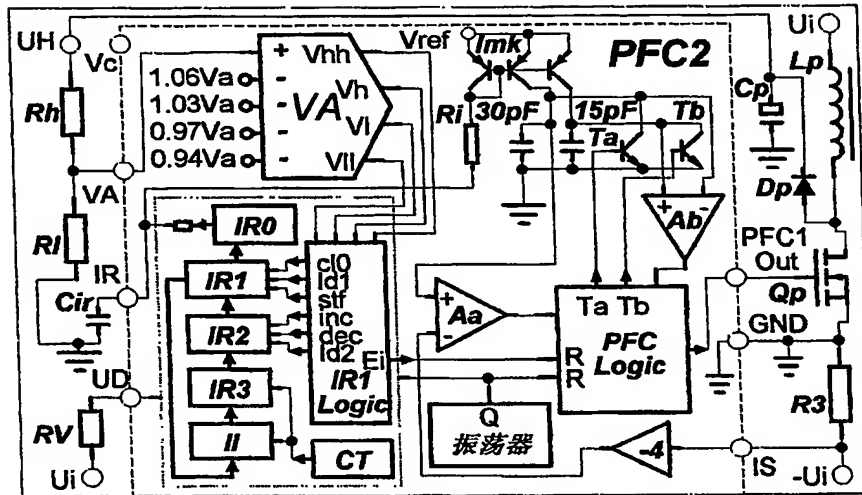 UH
Vc
Rh
VA
Rl
IR
Cir
UD
RV
Ui
1.06Va
1.03Va
0.97Va
0.94Va
+
-
-
-
-
VA
Vhh
Vh
Vl
Vll
Vref
Imk
PFC2
Ri
30pF
15pF
Ta
Tb
Ui
Lp
Cp
Dp
+
-
Ab
PFC1
Out
Qp
GND
R3
IS
-Ui
IR0
IR1
IR2
IR3
II
CT
cl0
ld1
stf
inc
dec
ld2
Ei
IR1
Logic
+
-
Aa
Ta Tb
PFC
Logic
R
R
Q
振荡器
-4